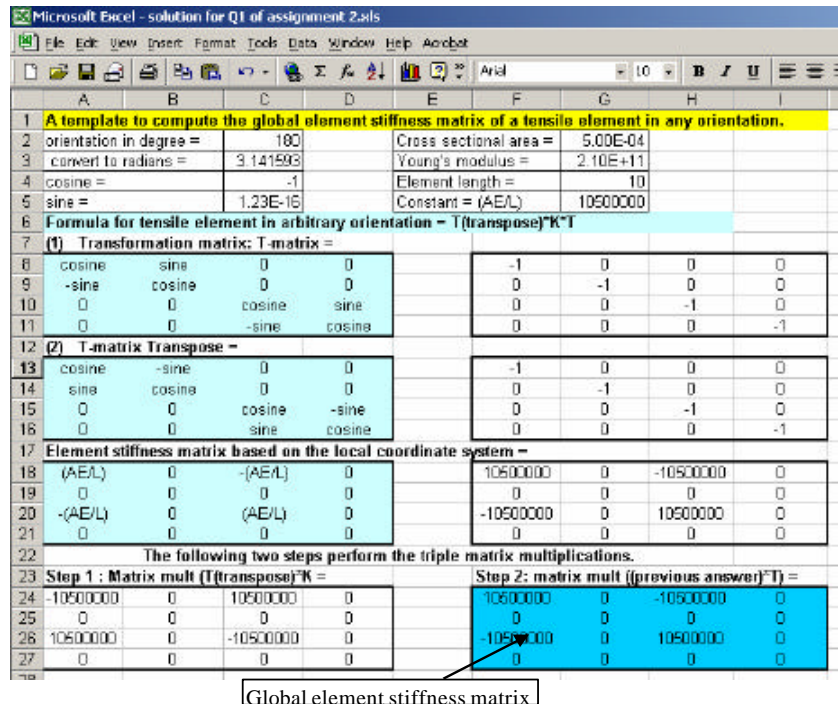 Microsoft Excel - solution for Q1 of assignment 2.xls
File Edit View Insert Format Tools Data Window Help Acrobat
Arial 10 B I U
A B C D E F G H I
1 A template to compute the global element stiffness matrix of a tensile element in any orientation.
2 orientation in degree = 180 Cross sectional area = 5.00E-04
3 convert to radians = 3.141593 Young's modulus = 2.10E+11
4 cosine = -1 Element length = 10
5 sine = 1.23E-16 Constant = (AE/L) 10500000
6 Formula for tensile element in arbitrary orientation = T(transpose)*K*T
7 (1) Transformation matrix: T-matrix =
8 cosine sine 0 0 -1 0 0 0
9 -sine cosine 0 0 0 -1 0 0
10 0 0 cosine sine 0 0 -1 0
11 0 0 -sine cosine 0 0 0 -1
12 (2) T-matrix Transpose =
13 cosine -sine 0 0 -1 0 0 0
14 sine cosine 0 0 0 -1 0 0
15 0 0 cosine -sine 0 0 -1 0
16 0 0 sine cosine 0 0 0 -1
17 Element stiffness matrix based on the local coordinate system =
18 (AE/L) 0 -(AE/L) 0 10500000 0 -10500000 0
19 0 0 0 0 0 0 0 0
20 -(AE/L) 0 (AE/L) 0 -10500000 0 10500000 0
21 0 0 0 0 0 0 0 0
22 The following two steps perform the triple matrix multiplications.
23 Step 1 : Matrix mult (T(transpose)*K = Step 2: matrix mult ((previous answer)*T) =
24 -10500000 0 10500000 0 10500000 0 -10500000 0
25 0 0 0 0 0 0 0 0
26 10500000 0 -10500000 0 -10500000 0 10500000 0
27 0 0 0 0 0 0 0 0
Global element stiffness matrix